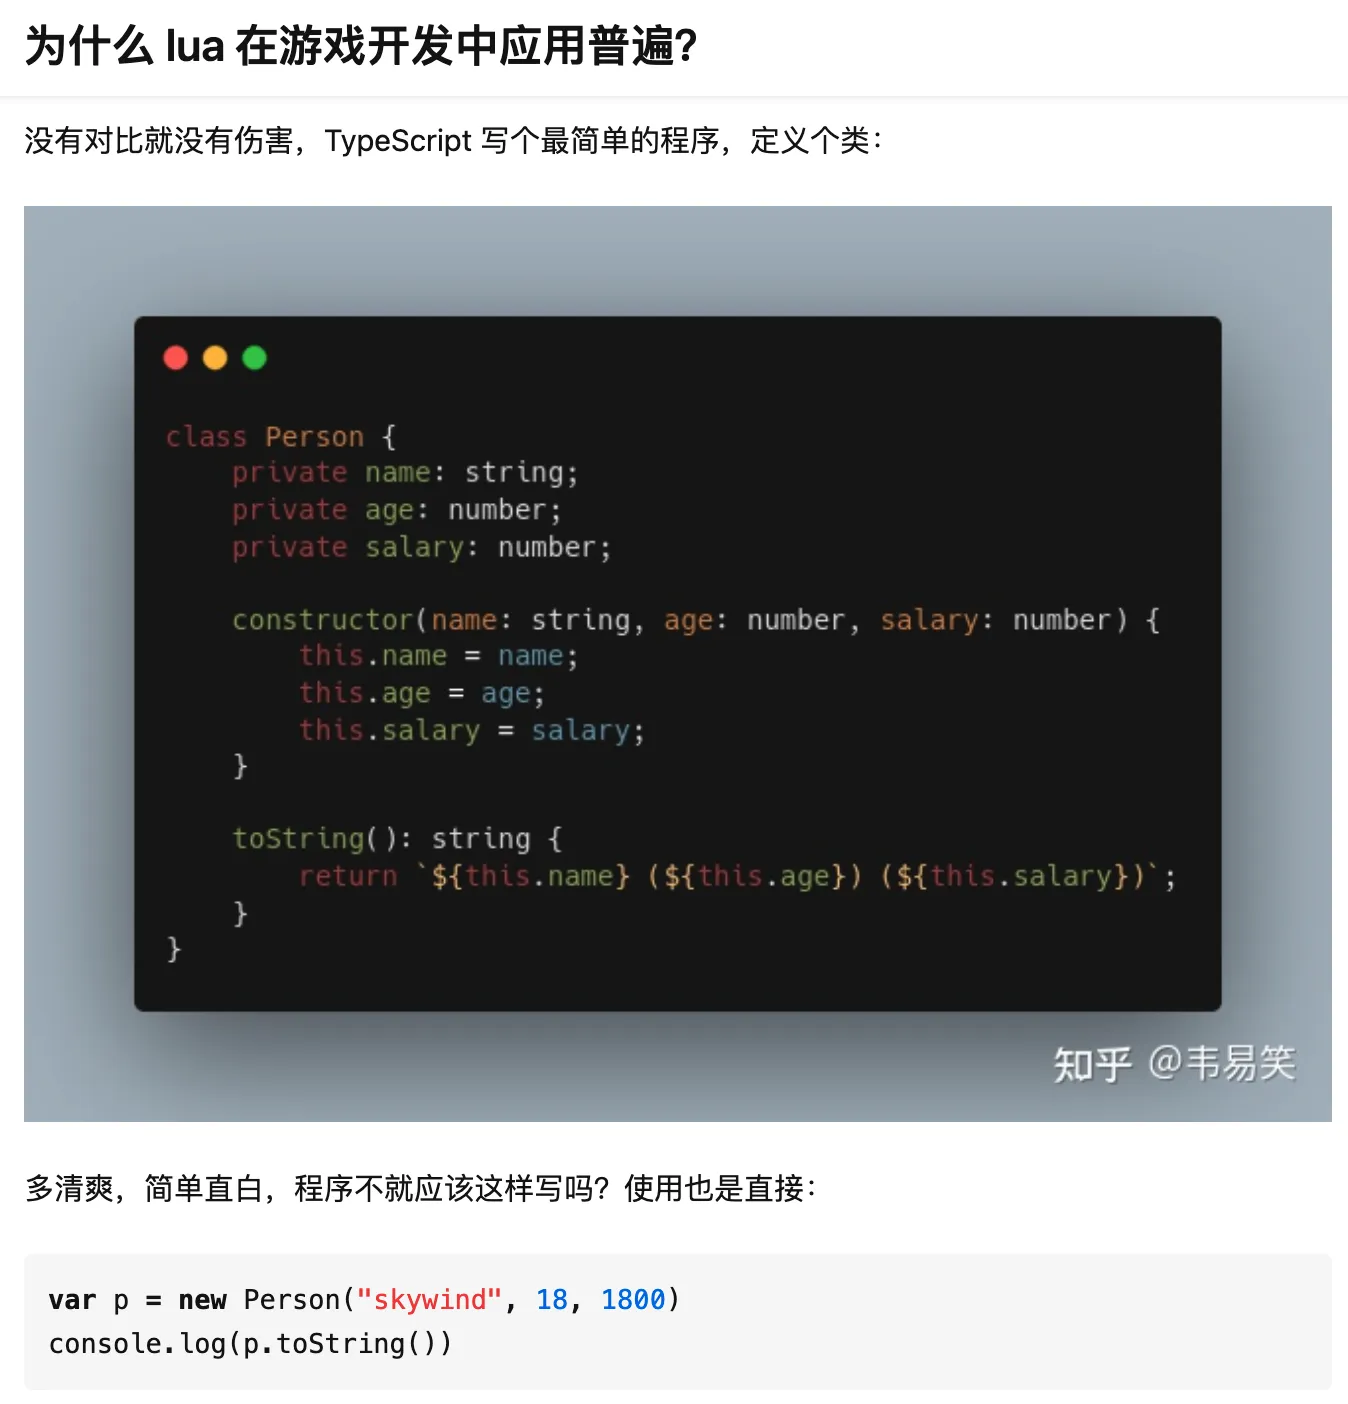 为什么 lua 在游戏开发中应用普遍?
没有对比就没有伤害，TypeScript 写个最简单的程序，定义个类：
class Person {
    private name: string;
    private age: number;
    private salary: number;

    constructor(name: string, age: number, salary: number) {
        this.name = name;
        this.age = age;
        this.salary = salary;
    }

    toString(): string {
        return `${this.name} (${this.age}) (${this.salary})`;
    }
}
知乎 @韦易笑
多清爽，简单直白，程序不就应该这样写吗？使用也是直接：
var p = new Person("skywind", 18, 1800)
console.log(p.toString())